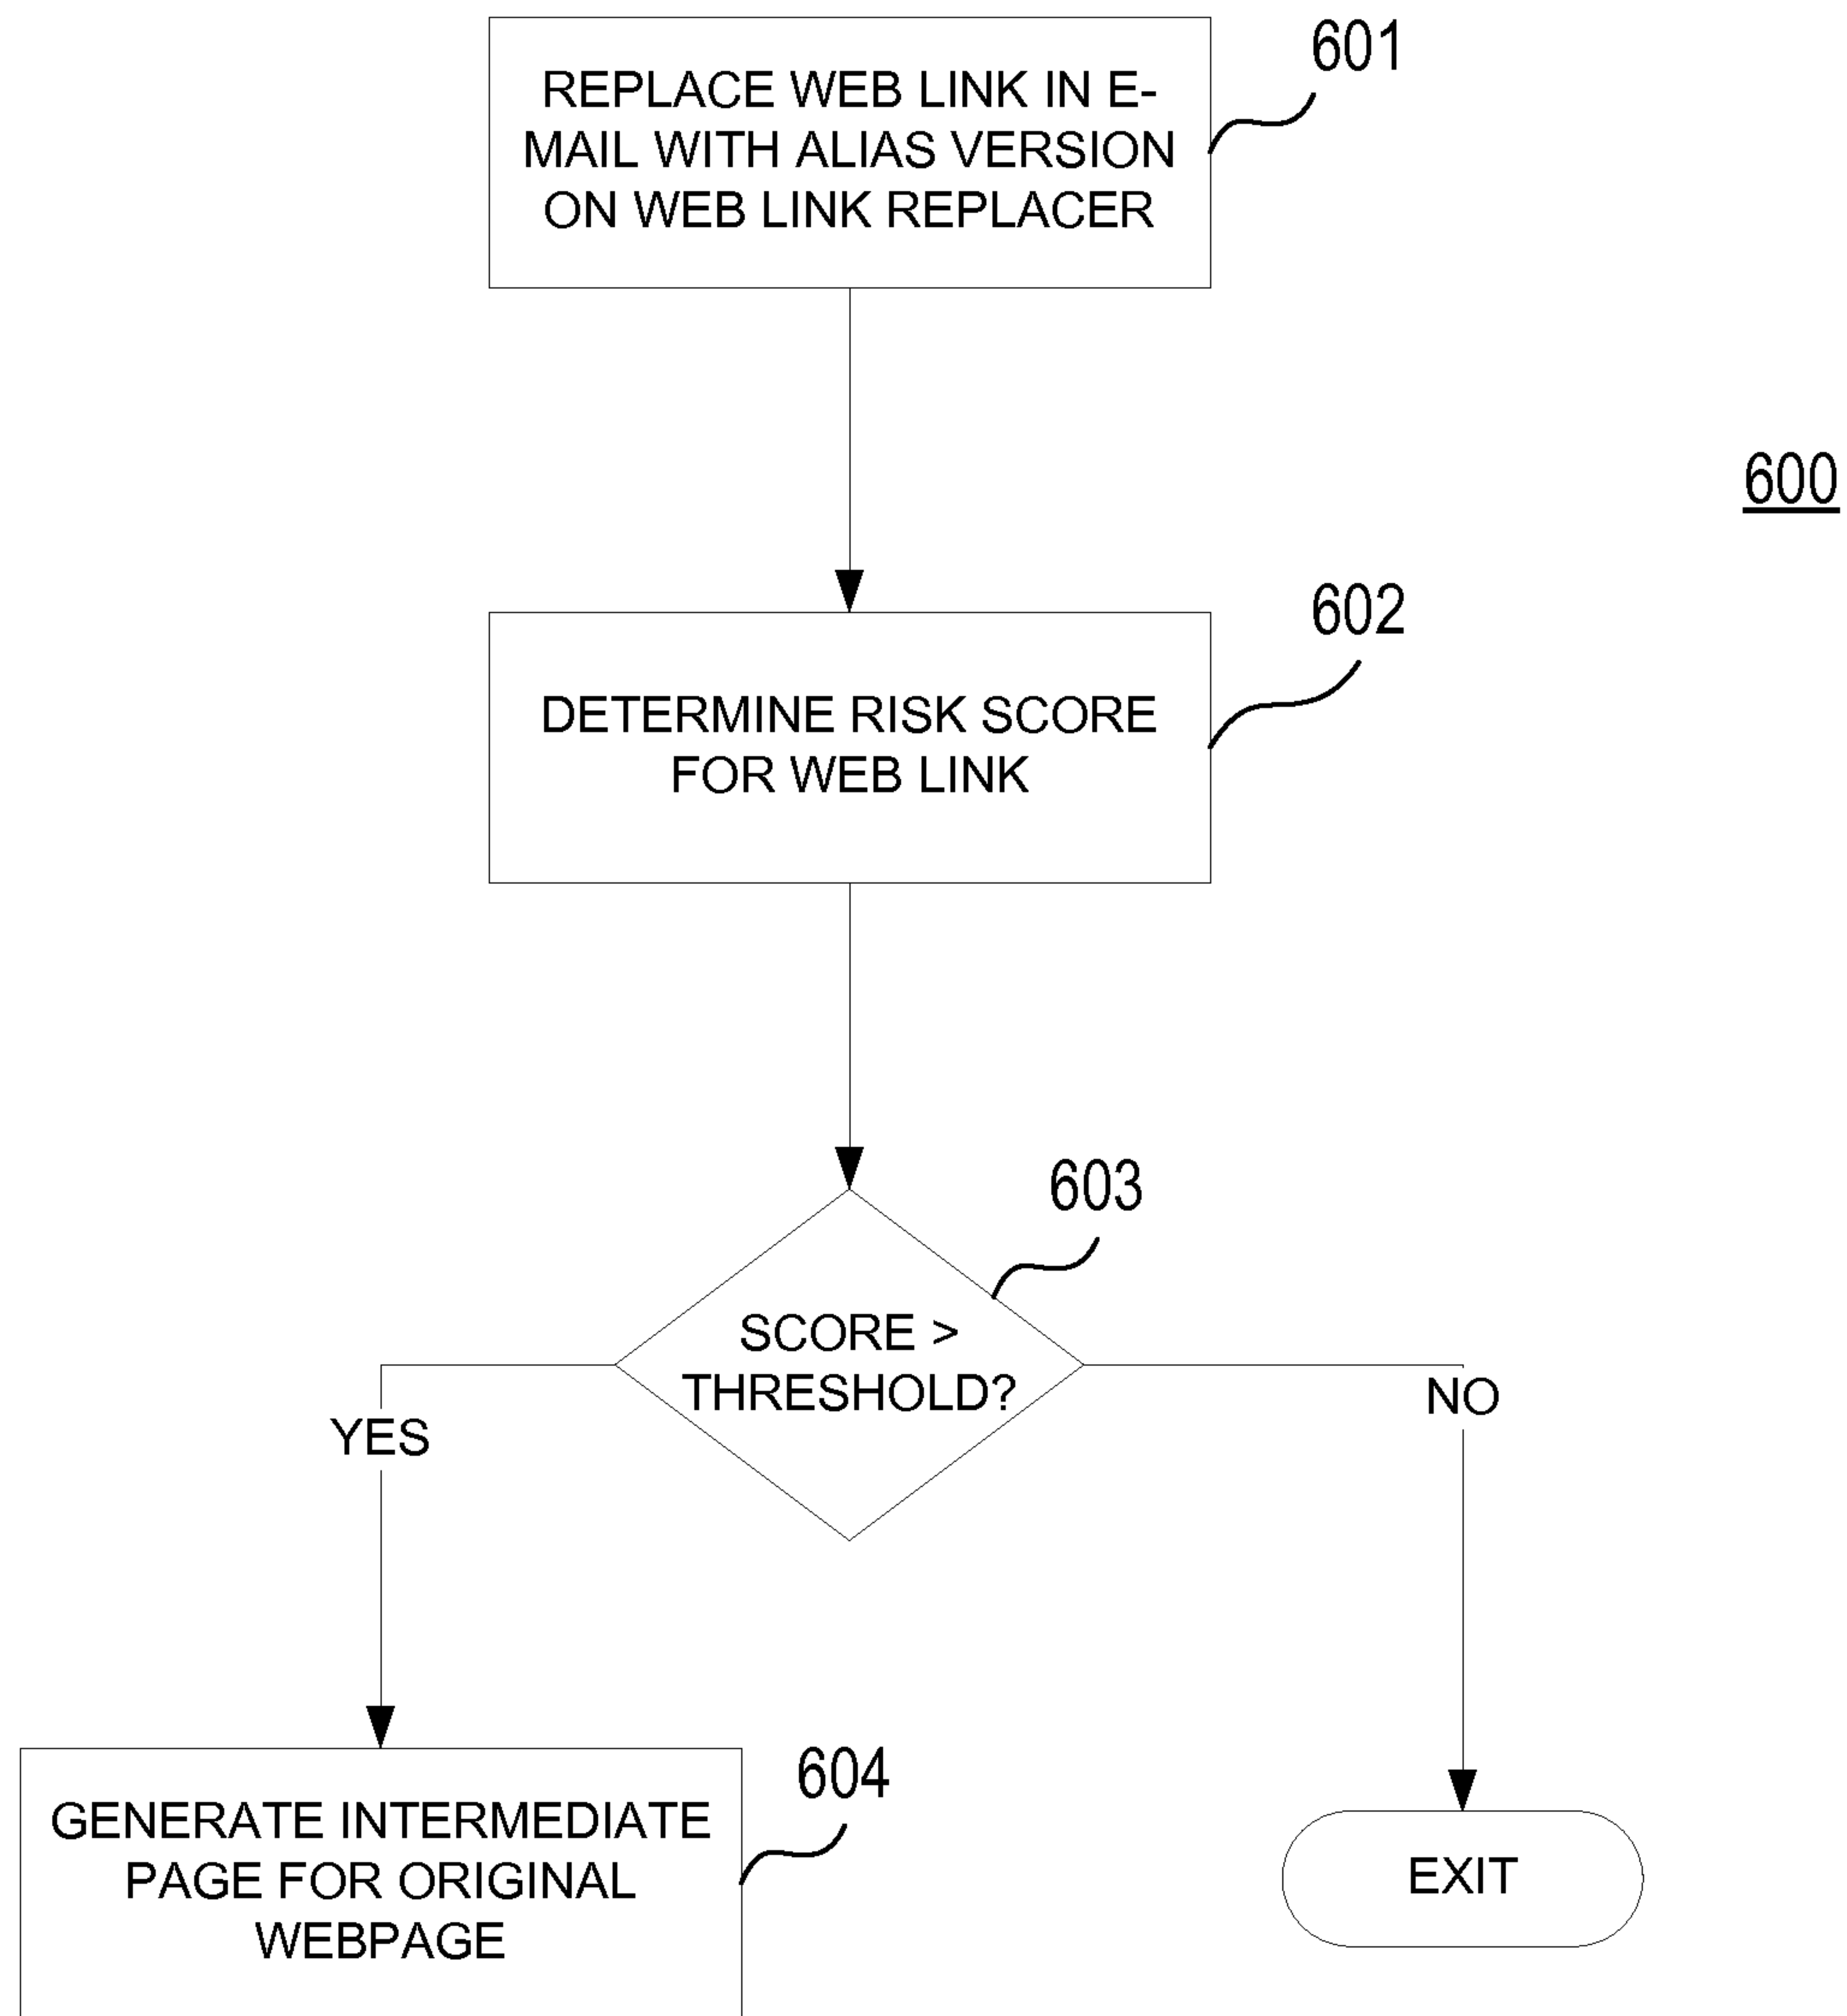 601
REPLACE WEB LINK IN E-
MAIL WITH ALIAS VERSION
ON WEB LINK REPLACER
600
602
DETERMINE RISK SCORE
FOR WEB LINK
603
SCORE >
THRESHOLD?
YES
NO
604
GENERATE INTERMEDIATE
PAGE FOR ORIGINAL
WEBPAGE
EXIT